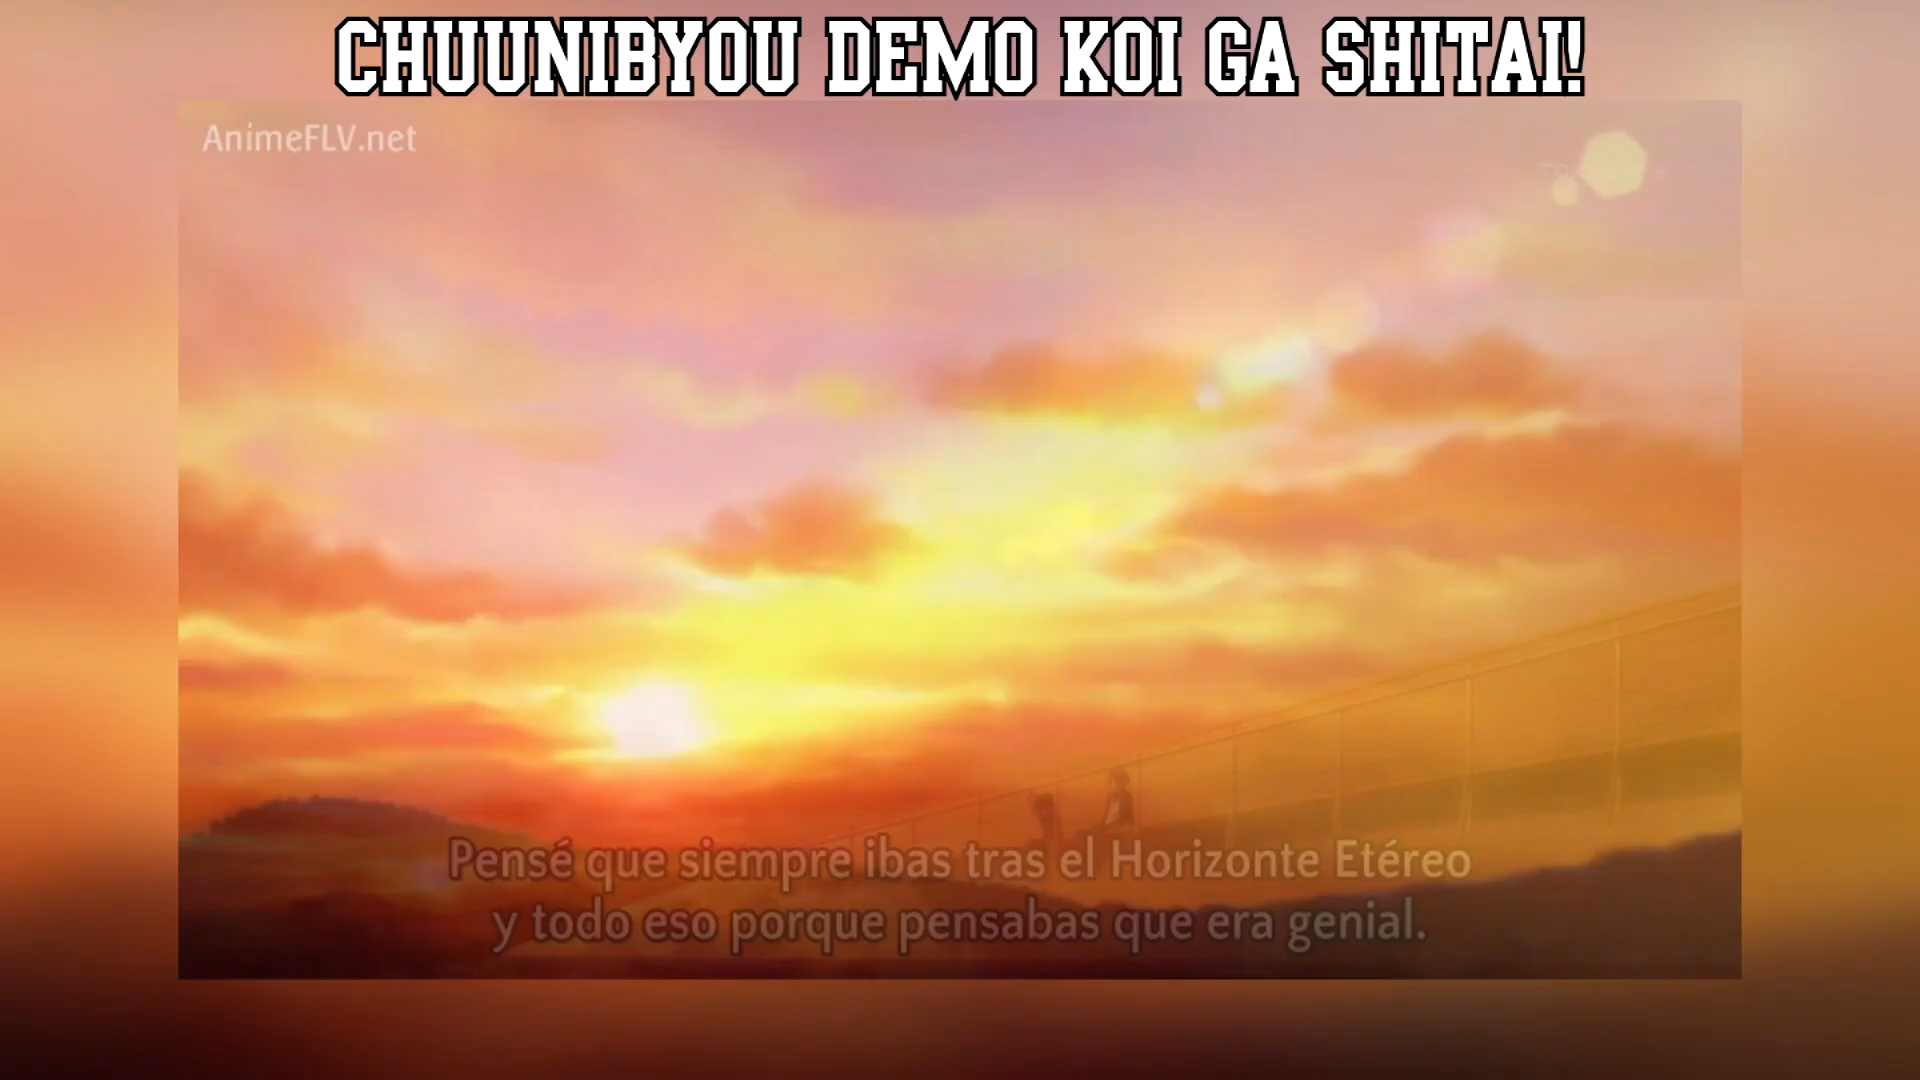 CHUUNIBYOU DEMO KOI GA SHITAI!
AnimeFLV.net
Pensé que siempre ibas tras el Horizonte Etéreo
y todo eso porque pensabas que era genial.